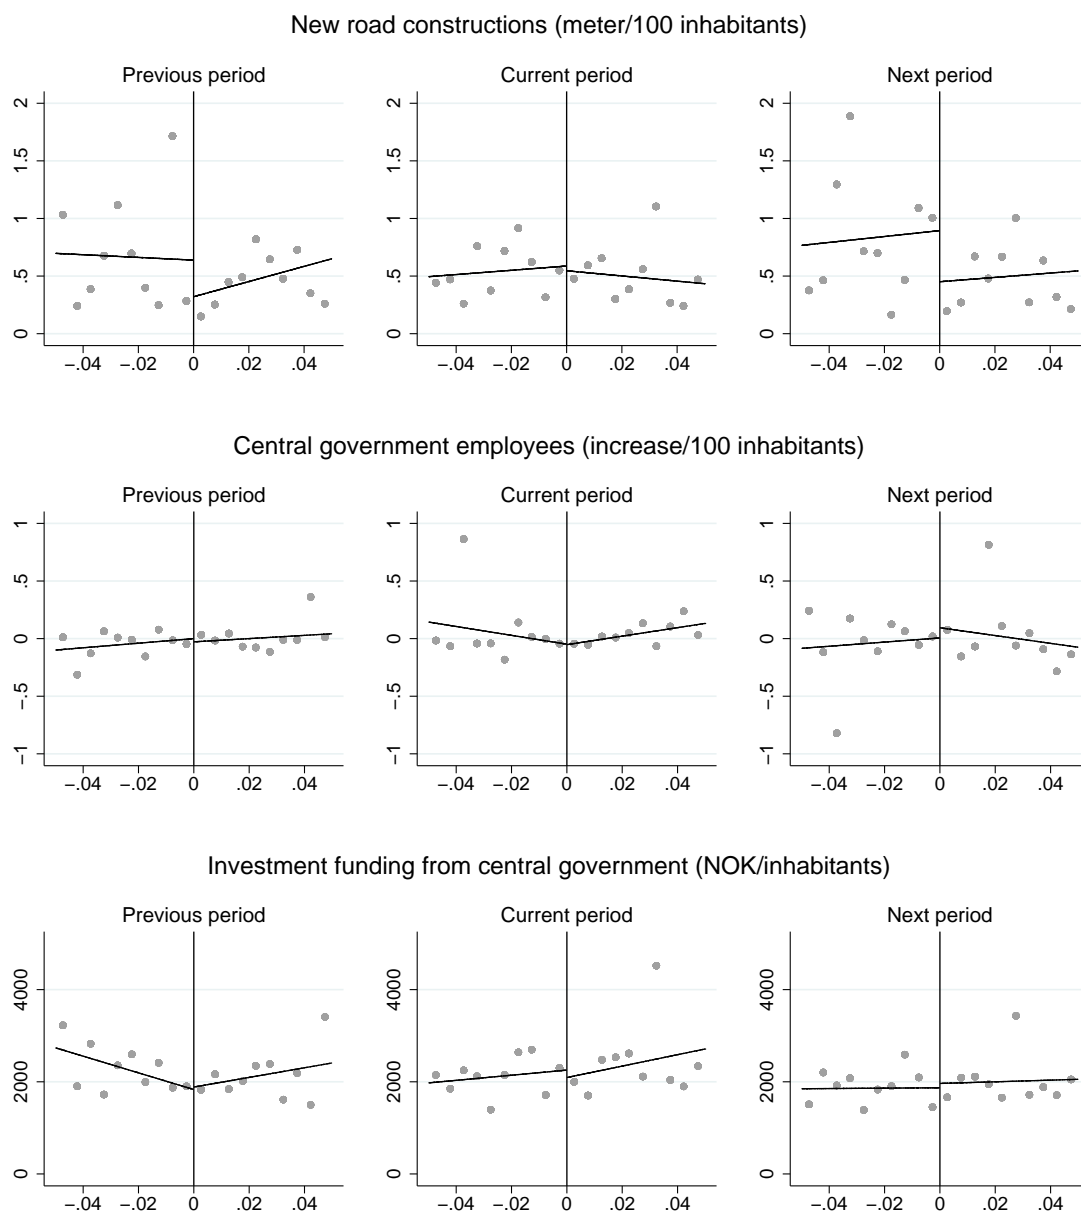 New road constructions (meter/100 inhabitants)
Previous period Current period Next period
2 2 2
1.5 1.5 1.5
1 1 1
.5 .5 .5
0 0 0
−.04 −.02 0 .02 .04 −.04 −.02 0 .02 .04 −.04 −.02 0 .02 .04
Central government employees (increase/100 inhabitants)
Previous period Current period Next period
1 1 1
.5 .5 .5
0 0 0
−.5 −.5 −.5
−1 −1 −1
−.04 −.02 0 .02 .04 −.04 −.02 0 .02 .04 −.04 −.02 0 .02 .04
Investment funding from central government (NOK/inhabitants)
Previous period Current period Next period
4000 4000 4000
2000 2000 2000
0 0 0
−.04 −.02 0 .02 .04 −.04 −.02 0 .02 .04 −.04 −.02 0 .02 .04